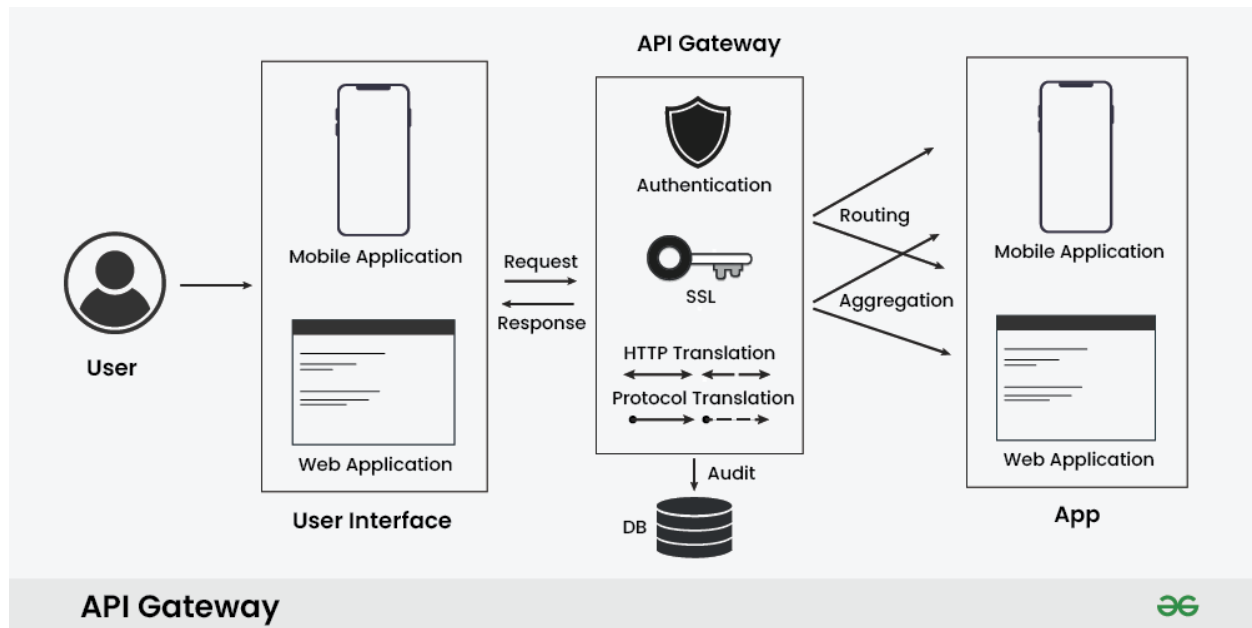 API Gateway
Mobile Application
Web Application
User Interface
User
Request
Response
Authentication
SSL
HTTP Translation
Protocol Translation
Audit
DB
Routing
Aggregation
Mobile Application
Web Application
App
API Gateway